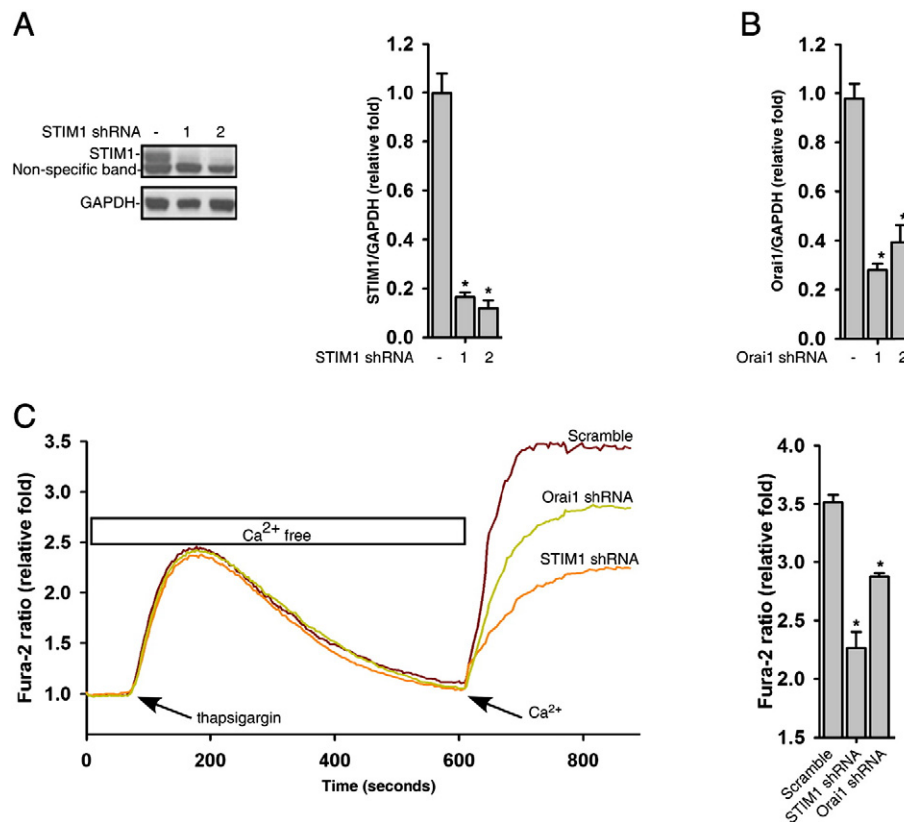 A
STIM1 shRNA - 1 2
STIM1-
Non-specific band-
GAPDH-
STIM1/GAPDH (relative fold)
1.2
1.0
0.8
0.6
0.4
0.2
0.0
STIM1 shRNA - 1 2
* *
B
Orai1/GAPDH (relative fold)
1.2
1.0
0.8
0.6
0.4
0.2
0.0
Orai1 shRNA - 1 2
* *
C
Fura-2 ratio (relative fold)
3.5
3.0
2.5
2.0
1.5
1.0
Ca2+ free
Scramble
Orai1 shRNA
STIM1 shRNA
thapsigargin
Ca2+
0 200 400 600 800
Time (seconds)
Fura-2 ratio (relative fold)
4.0
3.5
3.0
2.5
2.0
1.5
* *
Scramble
STIM1 shRNA
Orai1 shRNA